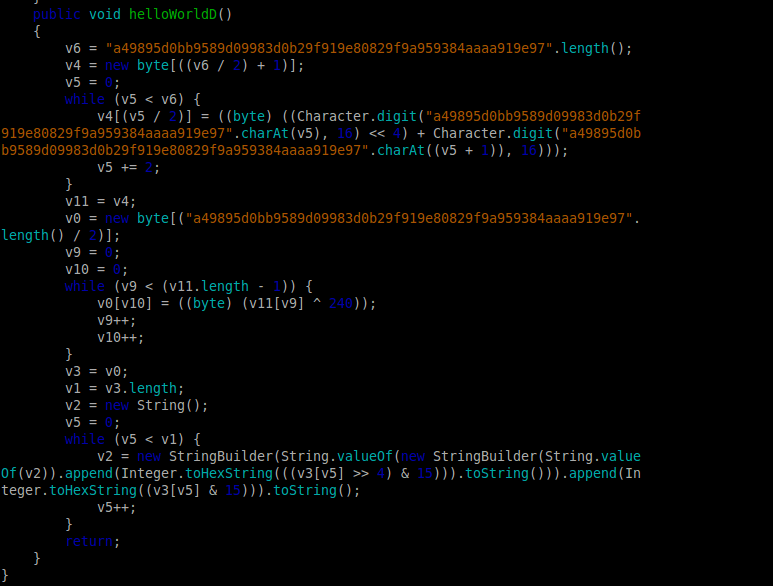 }
public void helloWorldD()
{
v6 = "a49895d0bb9589d09983d0b29f919e80829f9a959384aaaa919e97".length();
v4 = new byte[((v6 / 2) + 1)];
v5 = 0;
while (v5 < v6) {
v4[(v5 / 2)] = ((byte) ((Character.digit("a49895d0bb9589d09983d0b29f
919e80829f9a959384aaaa919e97".charAt(v5), 16) << 4) + Character.digit("a49895d0b
b9589d09983d0b29f919e80829f9a959384aaaa919e97".charAt((v5 + 1)), 16)));
v5 += 2;
}
v11 = v4;
v0 = new byte[("a49895d0bb9589d09983d0b29f919e80829f9a959384aaaa919e97".
length() / 2)];
v9 = 0;
v10 = 0;
while (v9 < (v11.length - 1)) {
v0[v10] = ((byte) (v11[v9] ^ 240));
v9++;
v10++;
}
v3 = v0;
v1 = v3.length;
v2 = new String();
v5 = 0;
while (v5 < v1) {
v2 = new StringBuilder(String.valueOf(new StringBuilder(String.value
Of(v2)).append(Integer.toHexString(((v3[v5] >> 4) & 15))).toString())).append(In
teger.toHexString((v3[v5] & 15))).toString();
v5++;
}
return;
}
}